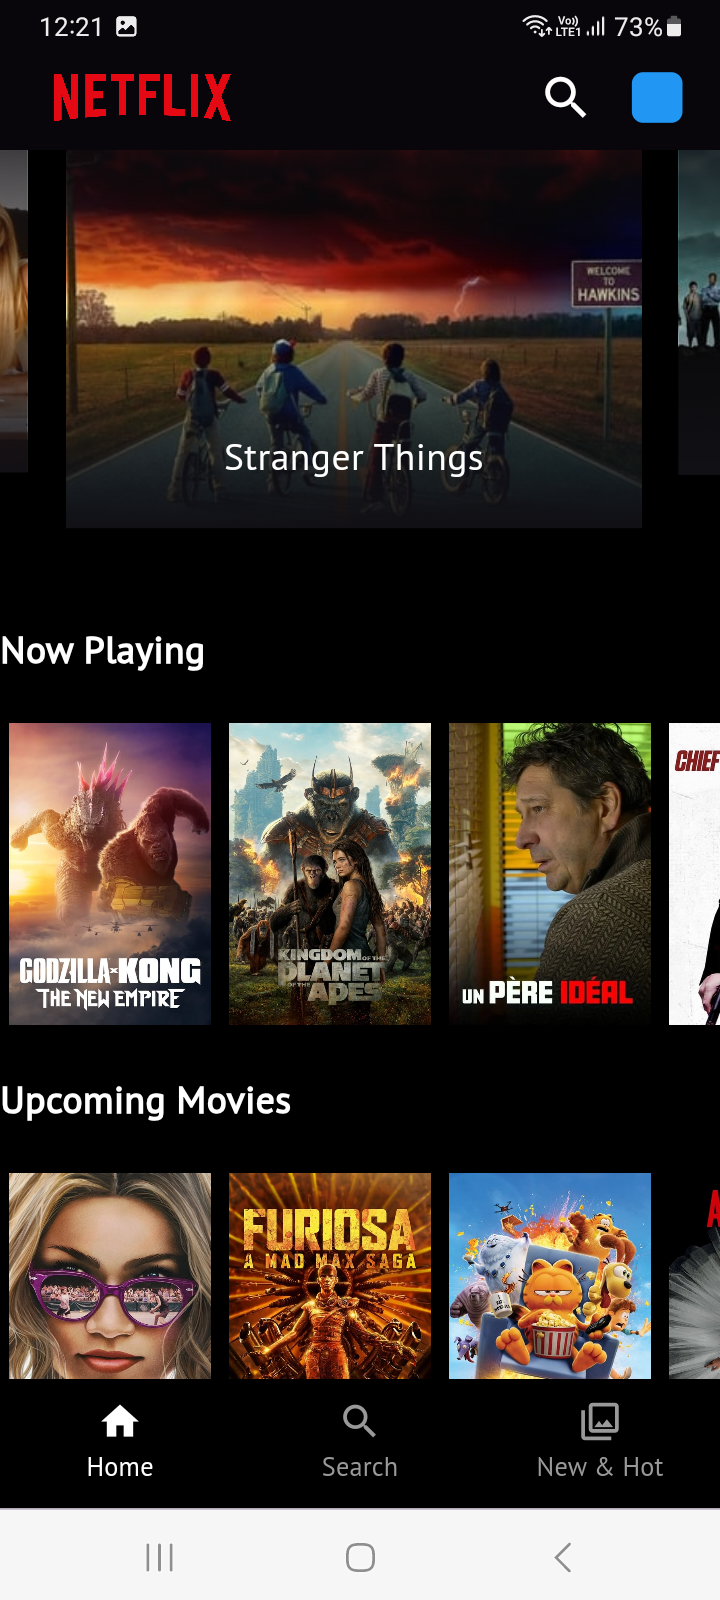 12:21
Vo))
LTE1
73%
NETFLIX
WELCOME
TO
HAWKINS
Stranger Things
Now Playing
GODZILLA x KONG
THE NEW EMPIRE
KINGDOM OF THE
PLANET
OF THE
APES
UN PÈRE IDÉAL
CHIEF
Upcoming Movies
FURIOSA
A MAD MAX SAGA
A
Home
Search
New & Hot